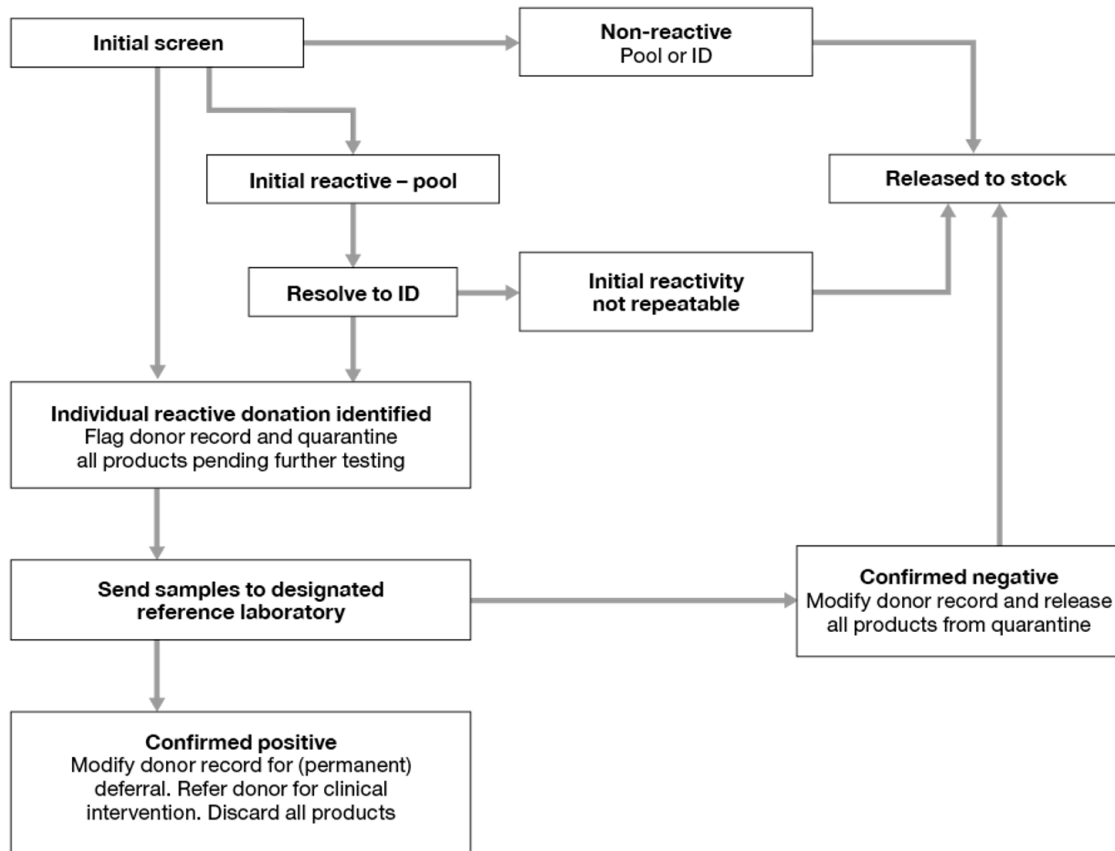 Initial screen
Non-reactive
Pool or ID
Initial reactive – pool
Released to stock
Resolve to ID
Initial reactivity
not repeatable
Individual reactive donation identified
Flag donor record and quarantine
all products pending further testing
Send samples to designated
reference laboratory
Confirmed negative
Modify donor record and release
all products from quarantine
Confirmed positive
Modify donor record for (permanent)
deferral. Refer donor for clinical
intervention. Discard all products